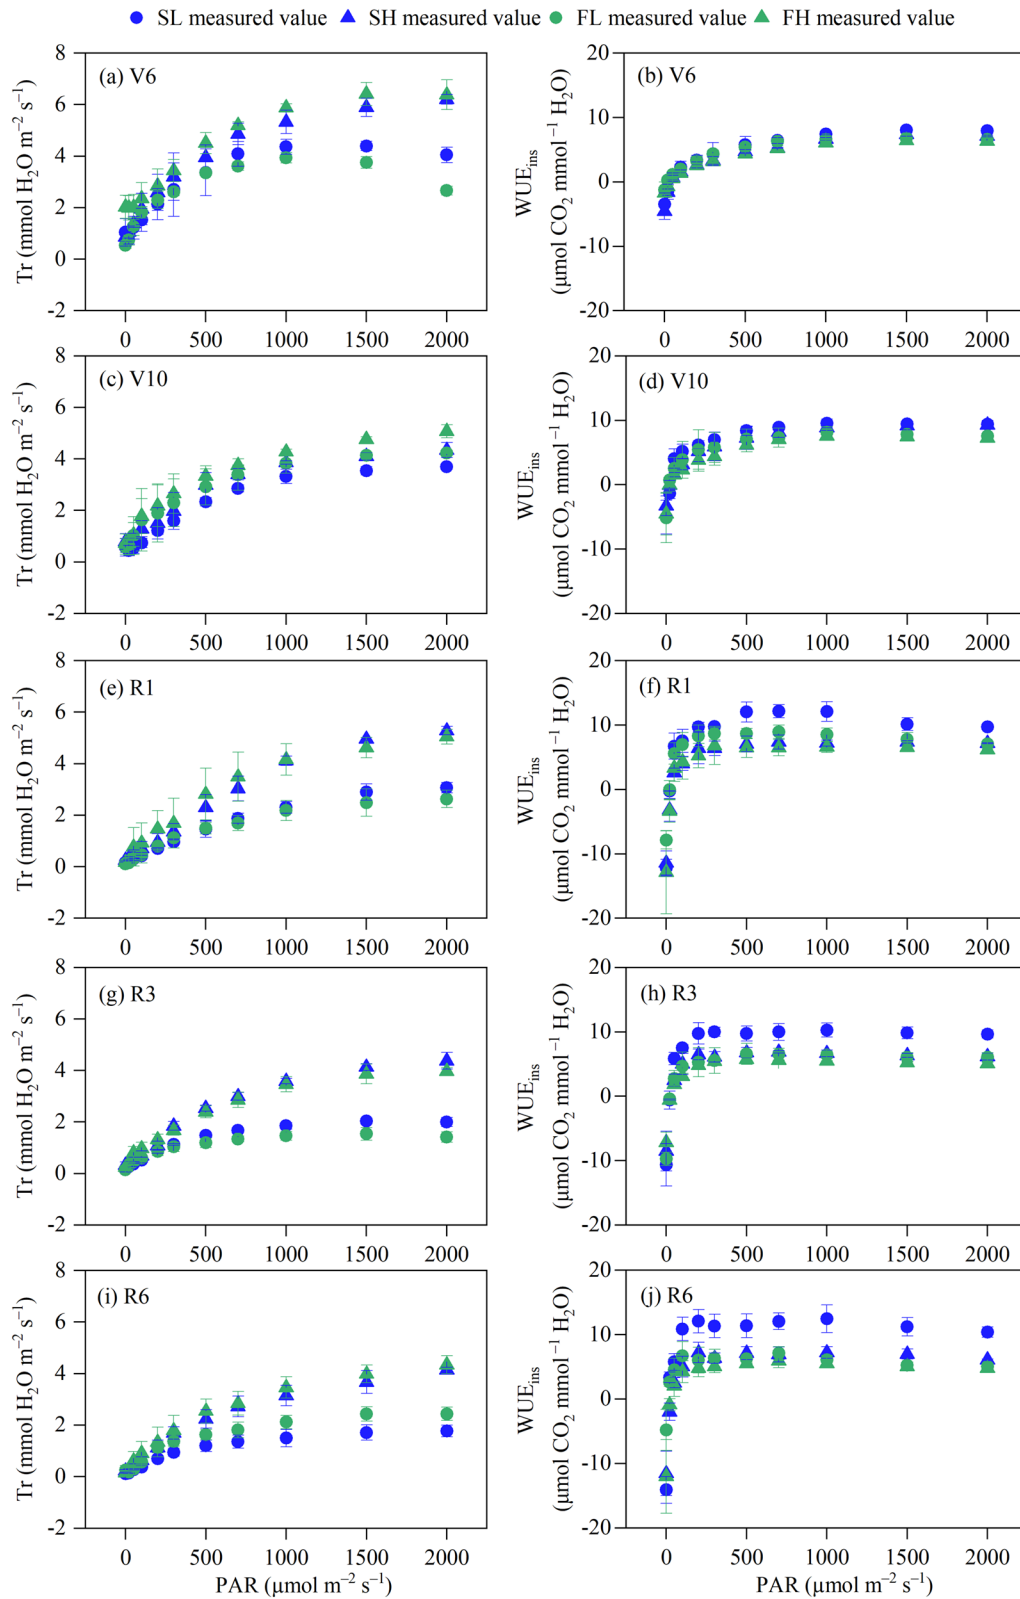 SL measured value SH measured value FL measured value FH measured value
(a) V6
Tr (mmol H₂O m⁻² s⁻¹)
8
6
4
2
0
-2
0 500 1000 1500 2000
(b) V6
WUEᵢₙₛ
(μmol CO₂ mmol⁻¹ H₂O)
20
10
0
-10
-20
0 500 1000 1500 2000
(c) V10
Tr (mmol H₂O m⁻² s⁻¹)
8
6
4
2
0
-2
0 500 1000 1500 2000
(d) V10
WUEᵢₙₛ
(μmol CO₂ mmol⁻¹ H₂O)
20
10
0
-10
-20
0 500 1000 1500 2000
(e) R1
Tr (mmol H₂O m⁻² s⁻¹)
8
6
4
2
0
-2
0 500 1000 1500 2000
(f) R1
WUEᵢₙₛ
(μmol CO₂ mmol⁻¹ H₂O)
20
10
0
-10
-20
0 500 1000 1500 2000
(g) R3
Tr (mmol H₂O m⁻² s⁻¹)
8
6
4
2
0
-2
0 500 1000 1500 2000
(h) R3
WUEᵢₙₛ
(μmol CO₂ mmol⁻¹ H₂O)
20
10
0
-10
-20
0 500 1000 1500 2000
(i) R6
Tr (mmol H₂O m⁻² s⁻¹)
8
6
4
2
0
-2
0 500 1000 1500 2000
PAR (μmol m⁻² s⁻¹)
(j) R6
WUEᵢₙₛ
(μmol CO₂ mmol⁻¹ H₂O)
20
10
0
-10
-20
0 500 1000 1500 2000
PAR (μmol m⁻² s⁻¹)